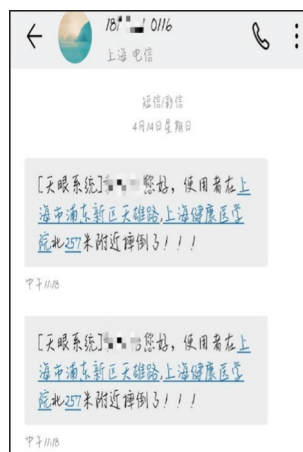 18 0116
上海 电信
短信/彩信
4月14日星期日
[天眼系统] 您好, 使用者在上
海市浦东新区天雄路,上海健康医学
院北257米附近摔倒了!!!
中午11:18
[天眼系统] 您好, 使用者在上
海市浦东新区天雄路,上海健康医学
院北257米附近摔倒了!!!
中午11:18